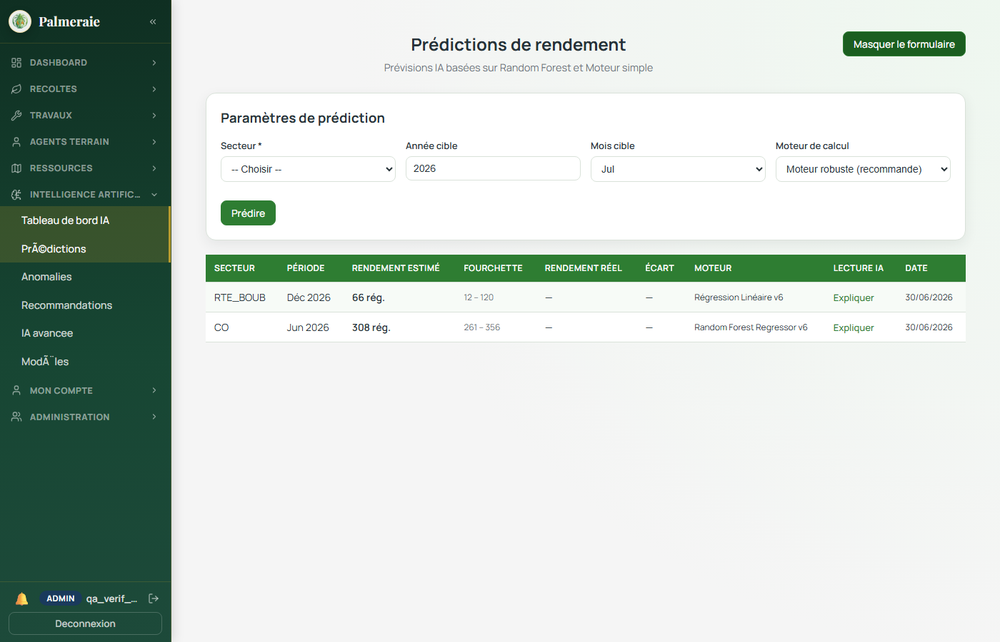 Palmeraie «
DASHBOARD
RECOLTES
TRAVAUX
AGENTS TERRAIN
RESSOURCES
INTELLIGENCE ARTIFIC...
Tableau de bord IA
PrÃ©dictions
Anomalies
Recommandations
IA avancee
ModÃ¨les
MON COMPTE
ADMINISTRATION
ADMIN qa_verif_...
Deconnexion
Prédictions de rendement
Prévisions IA basées sur Random Forest et Moteur simple
Masquer le formulaire
Paramètres de prédiction
Secteur * Année cible Mois cible Moteur de calcul
-- Choisir -- 2026 Jul Moteur robuste (recommande)
Prédire
SECTEUR PÉRIODE RENDEMENT ESTIMÉ FOURCHETTE RENDEMENT RÉEL ÉCART MOTEUR LECTURE IA DATE
RTE_BOUB Déc 2026 66 rég. 12 – 120 — — Régression Linéaire v6 Expliquer 30/06/2026
CO Jun 2026 308 rég. 261 – 356 — — Random Forest Regressor v6 Expliquer 30/06/2026